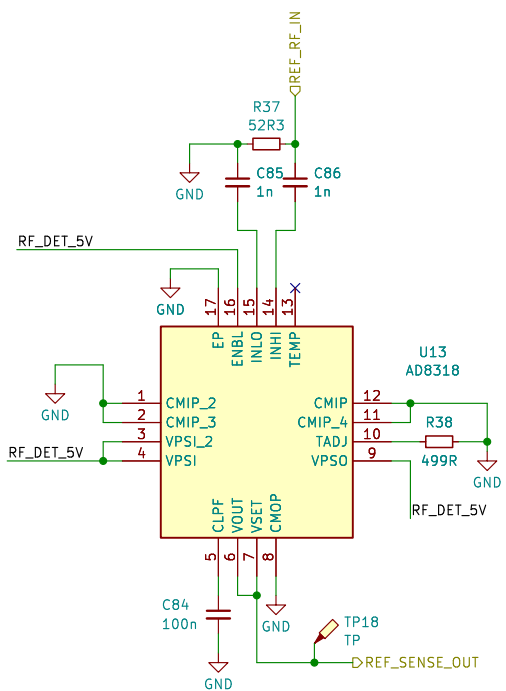 REF_RF_IN
R37
52R3
C85
1n
C86
1n
GND
RF_DET_5V
GND
17
16
15
14
13
EP
ENBL
INLO
INHI
TEMP
U13
AD8318
1
CMIP_2
CMIP
12
2
CMIP_3
CMIP_4
11
GND
3
VPSI_2
TADJ
10
R38
499R
RF_DET_5V
4
VPSI
VPSO
9
GND
RF_DET_5V
CLPF
VOUT
VSET
CMOP
5
6
7
8
C84
100n
GND
TP18
TP
REF_SENSE_OUT
GND